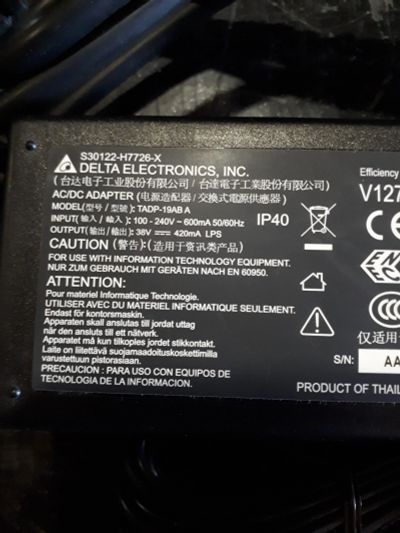 S30122-H7726-X
DELTA ELECTRONICS, INC.
(台达电子工业股份有限公司 / 台達電子工業股份有限公司)
AC/DC ADAPTER (电源适配器 / 交換式電源供應器)
MODEL(型号 / 型號): TADP-19AB A
INPUT(输入 / 輸入): 100 - 240V ~ 600mA 50/60Hz
OUTPUT(输出/輸出): 38V ⎓ 420mA LPS
IP40
CAUTION (警告): (适用于资讯类产品)
FOR USE WITH INFORMATION TECHNOLOGY EQUIPMENT.
NUR ZUM GEBRAUCH MIT GERÄTEN NACH EN 60950.
ATTENTION:
Pour materiel Informatique Technologie.
UTILISER AVEC DU MATERIEL INFORMATIQUE SEULEMENT.
Endast för kontorsmaskin.
Apparaten skall anslutas till jordat uttag
när den ansluts till ett nätverk.
Apparatet må kun tilkoples jordet stikkontakt.
Laite on liitettävä suojamaadoituskoskettimilla
varustettuun pistorasiaan.
PRECAUCION : PARA USO CON EQUIPOS DE
TECNOLOGIA DE LA INFORMACION.
Efficiency
V127
CE
CCC
仅适用于
S/N: AA
PRODUCT OF THAIL